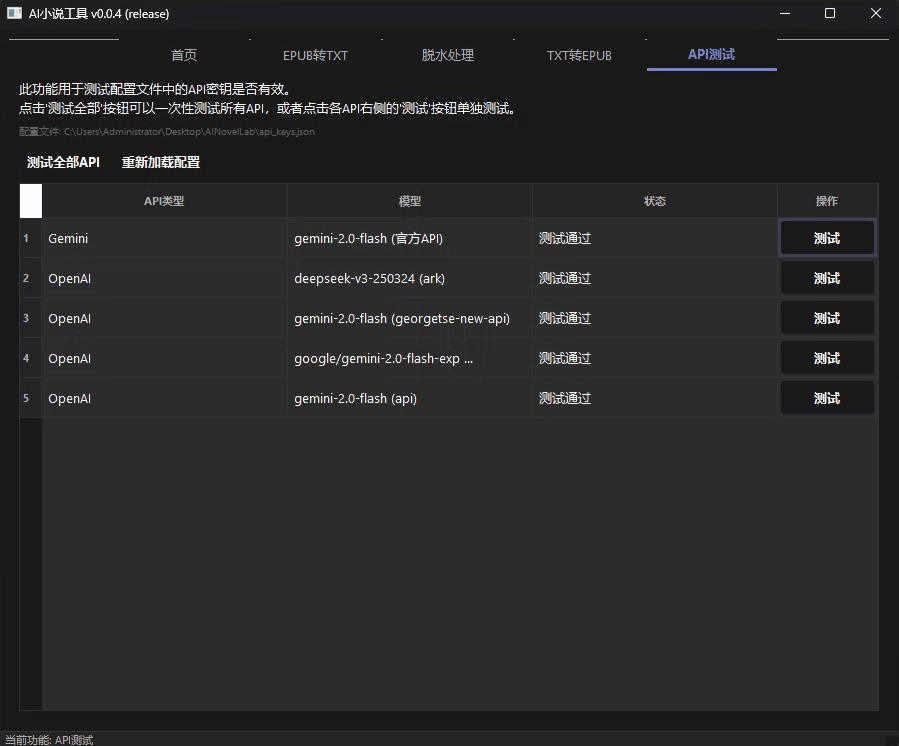 AI小说工具 v0.0.4 (release)
首页 EPUB转TXT 脱水处理 TXT转EPUB API测试
此功能用于测试配置文件中的API密钥是否有效。
点击'测试全部'按钮可以一次性测试所有API，或者点击各API右侧的'测试'按钮单独测试。
配置文件: C:\Users\Administrator\Desktop\AINovelLab\api_keys.json
测试全部API 重新加载配置
API类型 模型 状态 操作
1 Gemini gemini-2.0-flash (官方API) 测试通过 测试
2 OpenAI deepseek-v3-250324 (ark) 测试通过 测试
3 OpenAI gemini-2.0-flash (georgetse-new-api) 测试通过 测试
4 OpenAI google/gemini-2.0-flash-exp ... 测试通过 测试
5 OpenAI gemini-2.0-flash (api) 测试通过 测试
当前功能: API测试